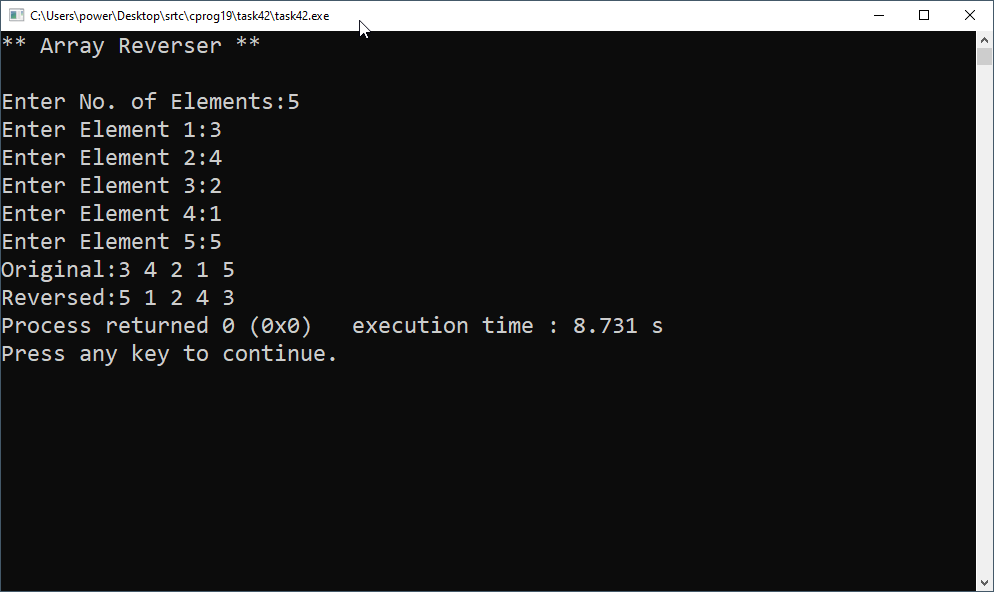 C:\Users\power\Desktop\srtc\cprog19\task42\task42.exe
** Array Reverser **
Enter No. of Elements:5
Enter Element 1:3
Enter Element 2:4
Enter Element 3:2
Enter Element 4:1
Enter Element 5:5
Original:3 4 2 1 5
Reversed:5 1 2 4 3
Process returned 0 (0x0)   execution time : 8.731 s
Press any key to continue.